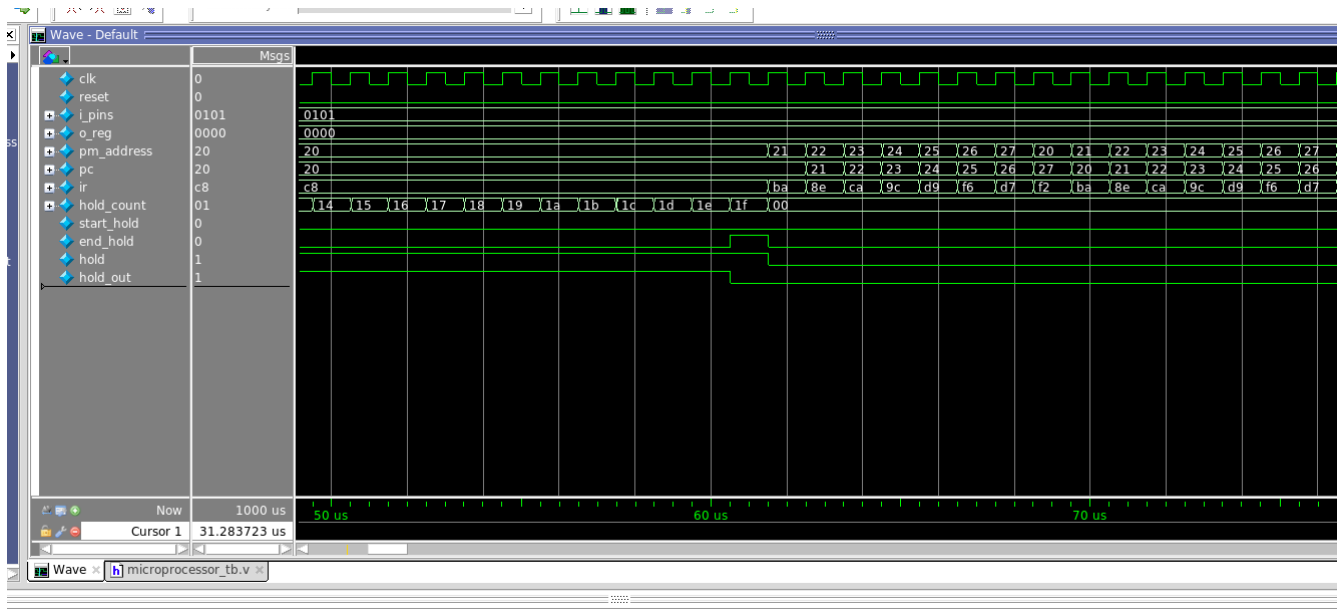 Wave - Default
Msgs
clk 0
reset 0
i_pins 0101 0101
o_reg 0000 0000
pm_address 20 20 21 22 23 24 25 26 27 20 21 22 23 24 25 26 27
pc 20 20 21 22 23 24 25 26 27 20 21 22 23 24 25 26
ir c8 c8 ba 8e ca 9c d9 f6 d7 f2 ba 8e ca 9c d9 f6 d7
hold_count 01 14 15 16 17 18 19 1a 1b 1c 1d 1e 1f 00
start_hold 0
end_hold 0
hold 1
hold_out 1
Now 1000 us 50 us 60 us 70 us
Cursor 1 31.283723 us
Wave microprocessor_tb.v